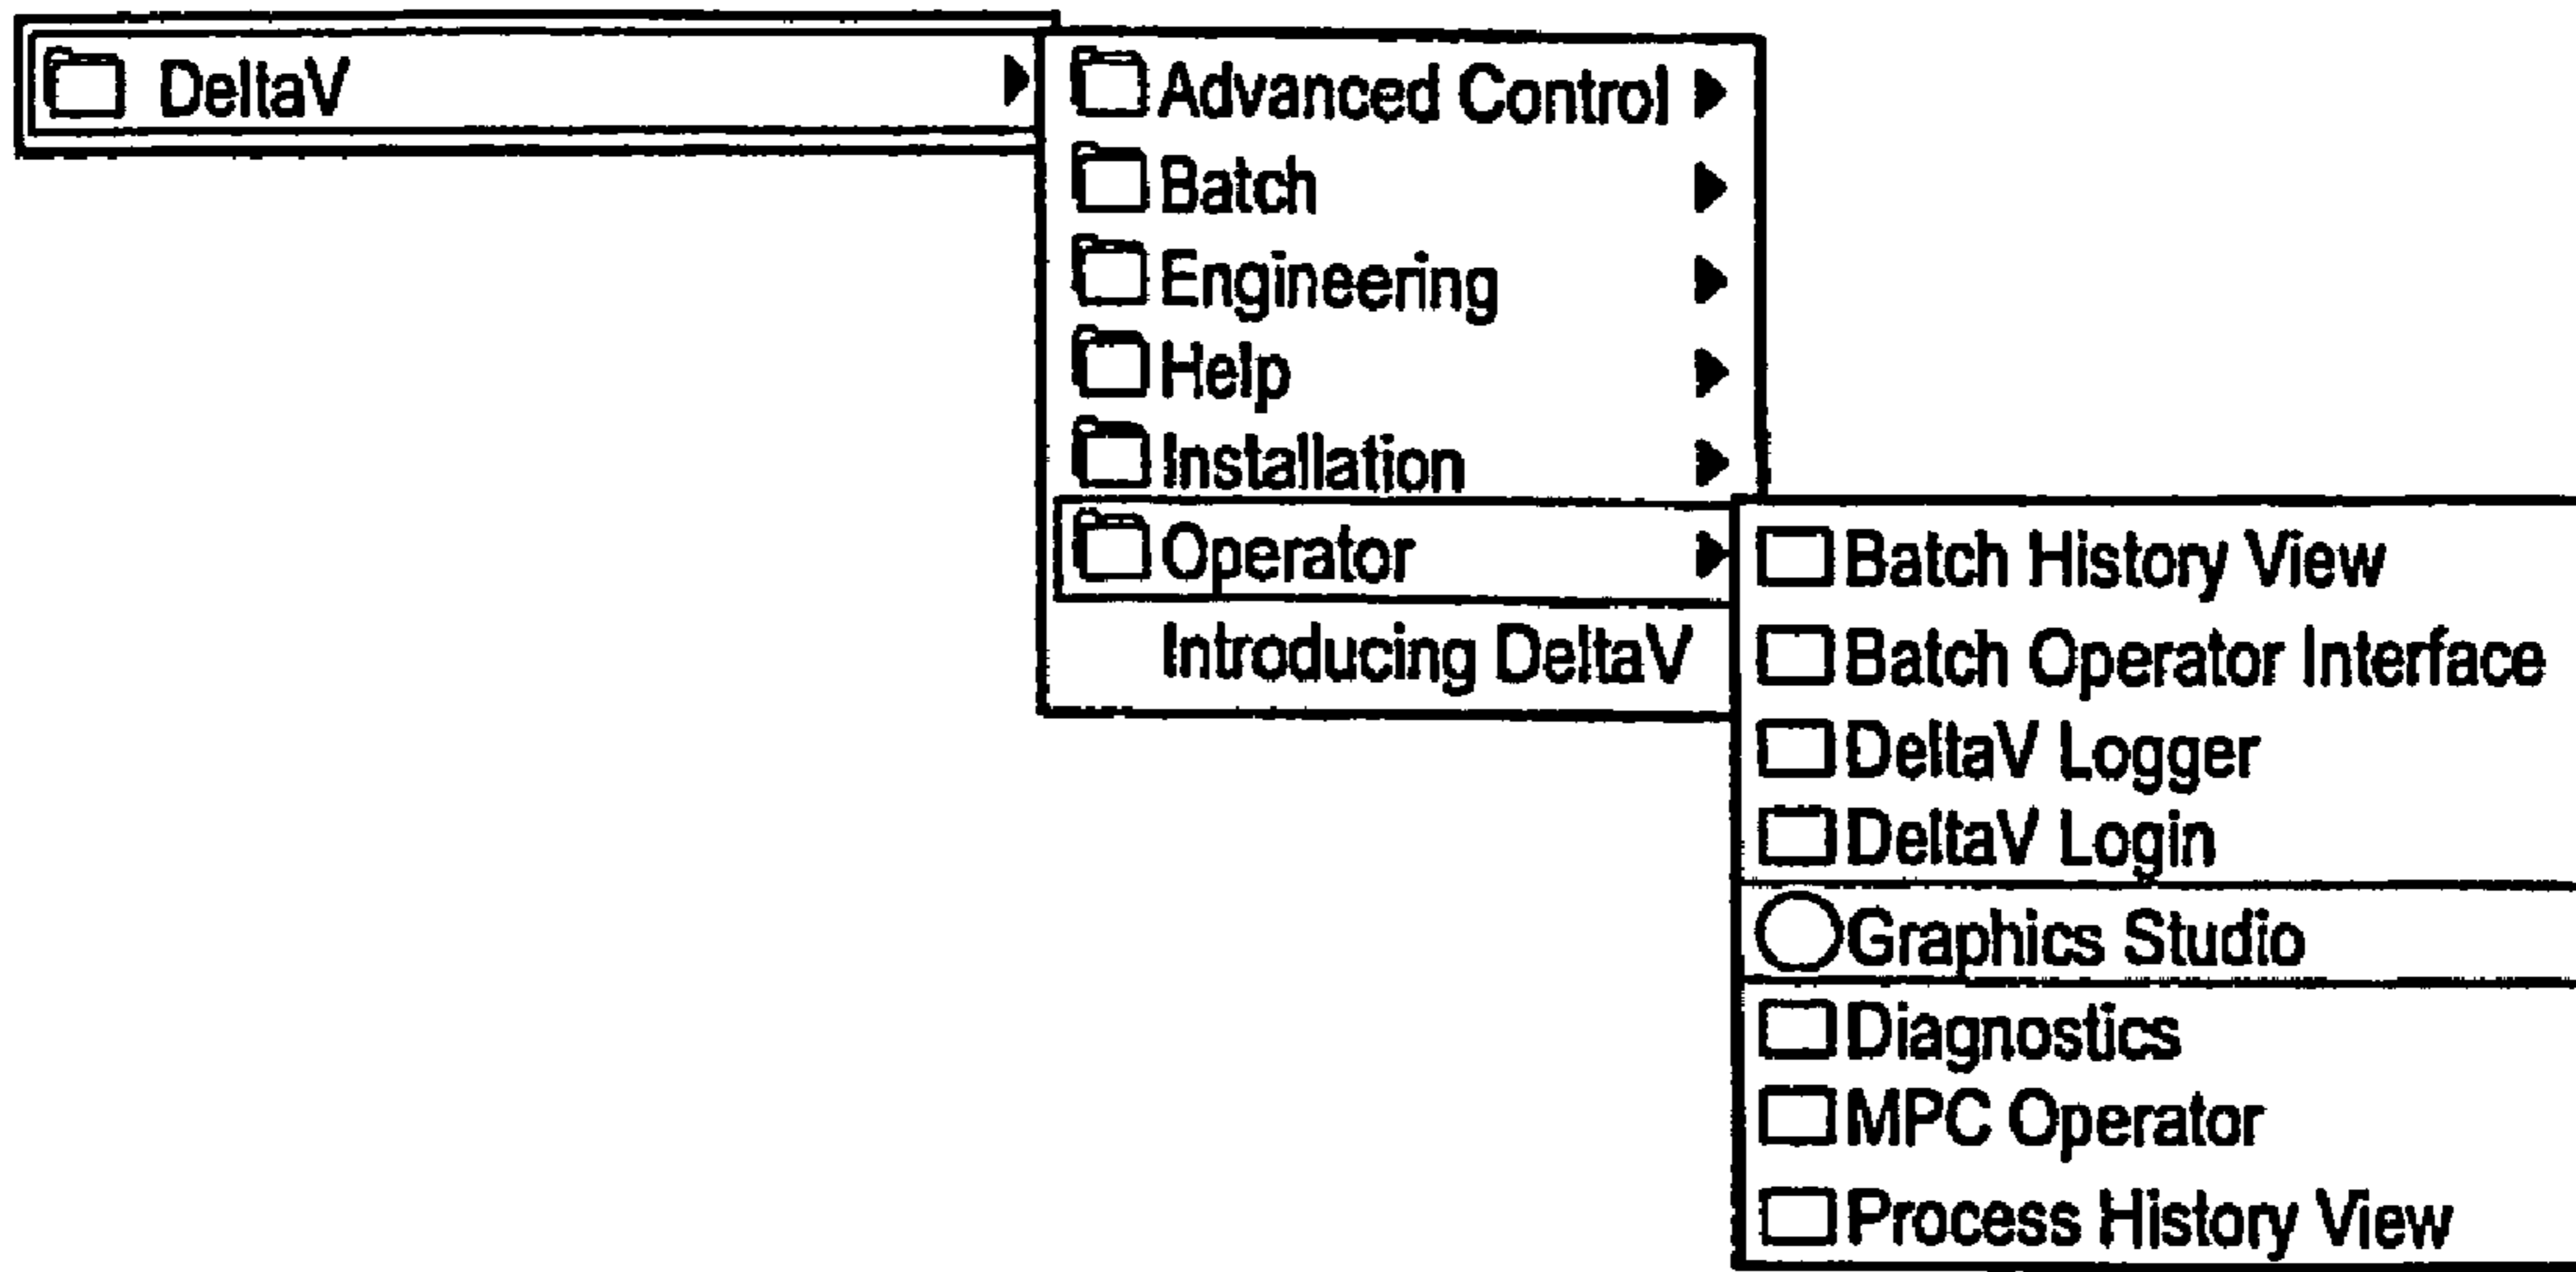 DeltaV
Advanced Control
Batch
Engineering
Help
Installation
Operator
Introducing DeltaV
Batch History View
Batch Operator Interface
DeltaV Logger
DeltaV Login
Graphics Studio
Diagnostics
MPC Operator
Process History View